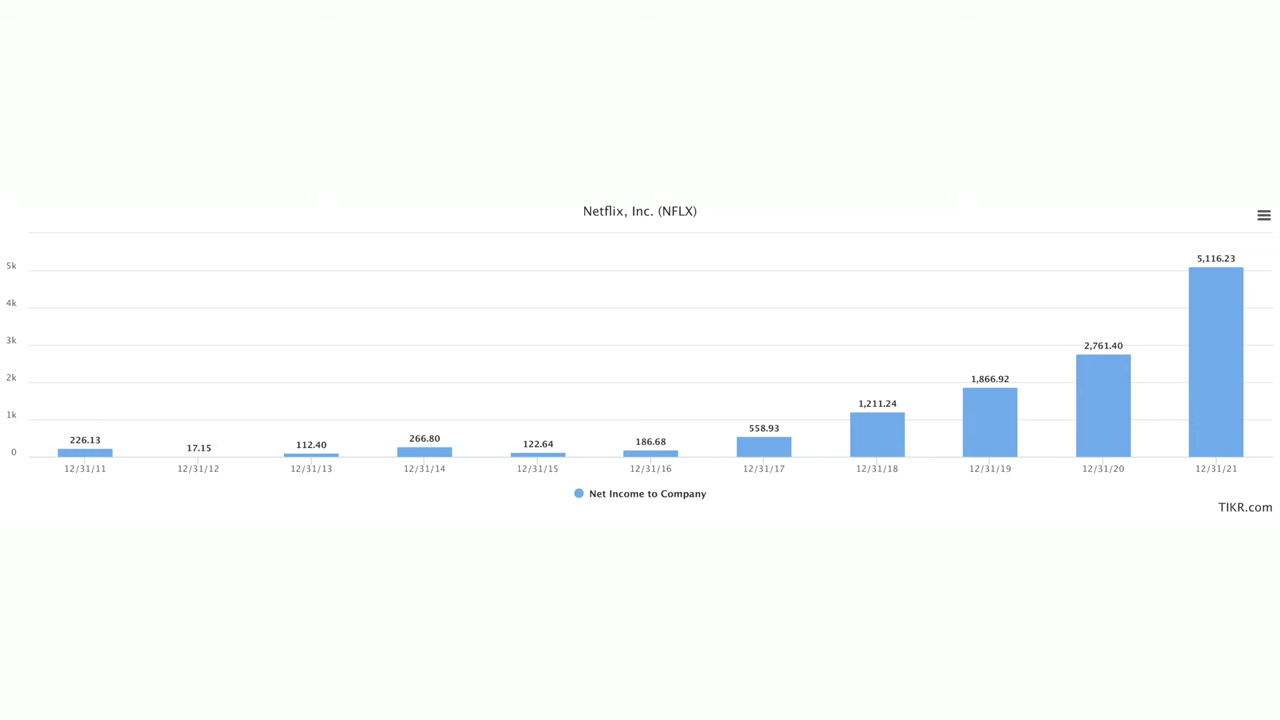 Netflix, Inc. (NFLX)
5k
4k
3k
2k
1k
0
226.13
17.15
112.40
266.80
122.64
186.68
558.93
1,211.24
1,866.92
2,761.40
5,116.23
12/31/11
12/31/12
12/31/13
12/31/14
12/31/15
12/31/16
12/31/17
12/31/18
12/31/19
12/31/20
12/31/21
Net Income to Company
TIKR.com